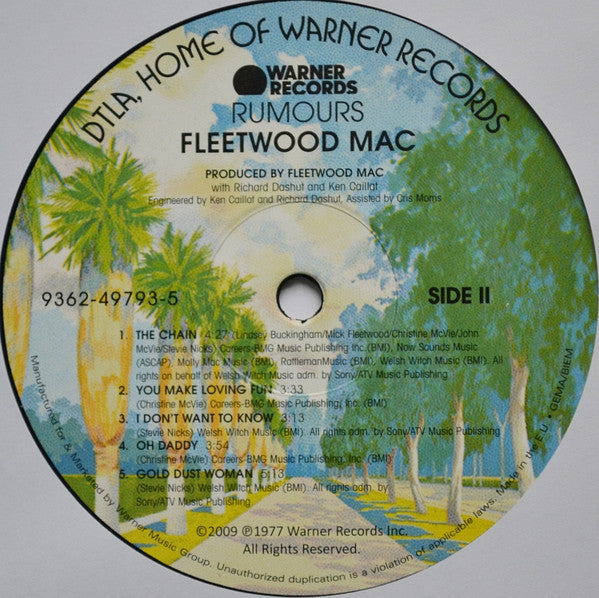 DTLA, HOME OF WARNER RECORDS
WARNER
RECORDS
RUMOURS
FLEETWOOD MAC
PRODUCED BY FLEETWOOD MAC
with Richard Dashut and Ken Caillat
Engineered by Ken Caillat and Richard Dashut, Assisted by Cris Morris
9362-49793-5
SIDE II
1. THE CHAIN 4:27 (Lindsey Buckingham/Mick Fleetwood/Christine McVie/John
McVie/Stevie Nicks) Careers-BMG Music Publishing Inc. (BMI), Now Sounds Music
(ASCAP), Molly Mac Music (BMI), RattlemanMusic (BMI), Welsh Witch Music (BMI). All
rights on behalf of Welsh Witch Music adm. by Sony/ATV Music Publishing
2. YOU MAKE LOVING FUN 3:33
(Christine McVie) Careers-BMG Music Publishing, Inc. (BMI)
3. I DON'T WANT TO KNOW 3:13
(Stevie Nicks) Welsh Witch Music (BMI). All rights adm. by Sony/ATV Music Publishing
4. OH DADDY 3:54
(Christine McVie) Careers-BMG Music Publishing, Inc. (BMI)
5. GOLD DUST WOMAN 5:13
(Stevie Nicks) Welsh Witch Music (BMI). All rights adm. by
Sony/ATV Music Publishing
©2009 ℗1977 Warner Records Inc.
All Rights Reserved.
Manufactured for & Marketed by Warner Music Group. Unauthorized duplication is a violation of applicable laws. Made in the E.U. • GEMA/BIEM